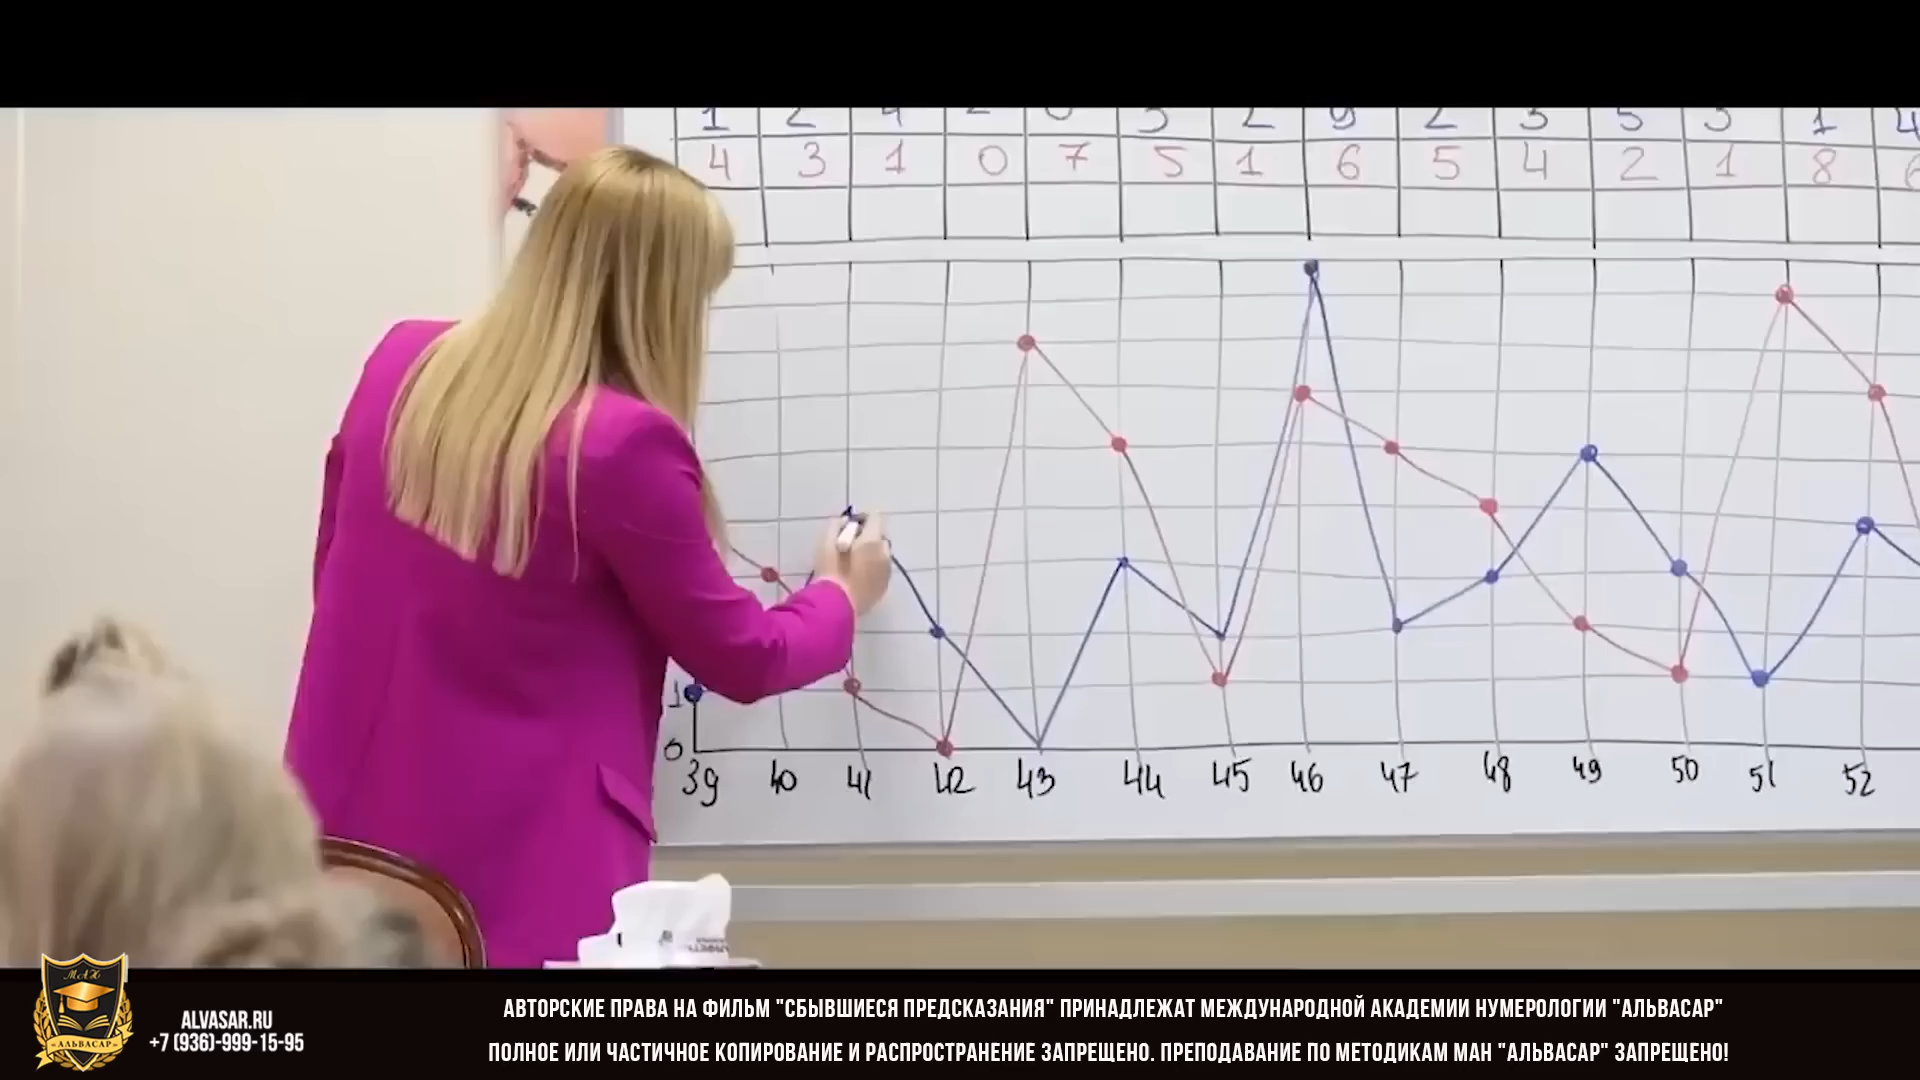 1 2 4 2 0 3 2 9 2 3 5 3 1 4
4 3 1 0 7 5 1 6 5 4 2 1 8 6
1
0
39 40 41 42 43 44 45 46 47 48 49 50 51 52
МАН
«АЛЬВАСАР»
ALVASAR.RU
+7 (936)-999-15-95
АВТОРСКИЕ ПРАВА НА ФИЛЬМ "СБЫВШИЕСЯ ПРЕДСКАЗАНИЯ" ПРИНАДЛЕЖАТ МЕЖДУНАРОДНОЙ АКАДЕМИИ НУМЕРОЛОГИИ "АЛЬВАСАР"
ПОЛНОЕ ИЛИ ЧАСТИЧНОЕ КОПИРОВАНИЕ И РАСПРОСТРАНЕНИЕ ЗАПРЕЩЕНО. ПРЕПОДАВАНИЕ ПО МЕТОДИКАМ МАН "АЛЬВАСАР" ЗАПРЕЩЕНО!